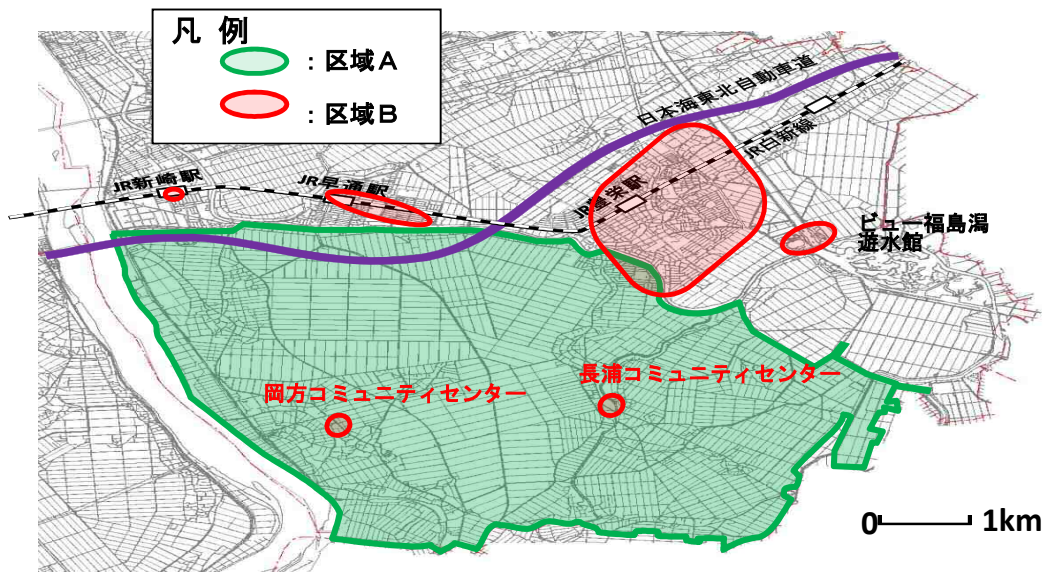 凡 例
：区域A
：区域B
日本海東北自動車道
JR白新線
JR新崎駅
JR早通駅
JR豊栄駅
ビュー福島潟
遊水館
長浦コミュニティセンター
岡方コミュニティセンター
0 1km